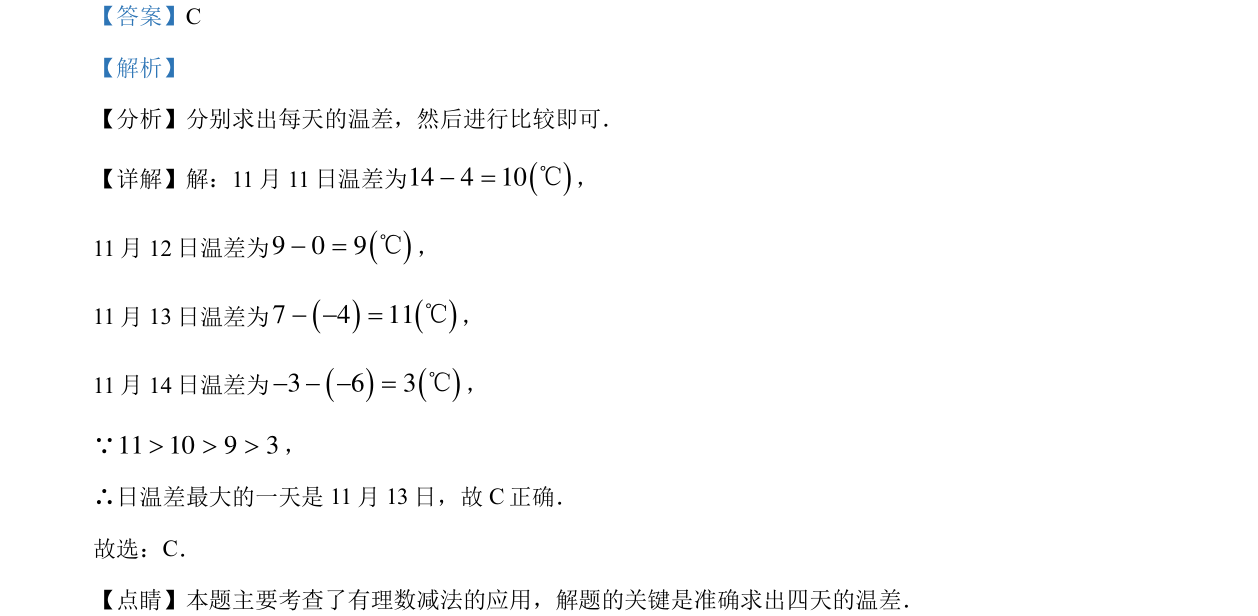 【答案】C
【解析】
【分析】分别求出每天的温差，然后进行比较即可．
【详解】解：11 月 11 日温差为14－4＝10(℃)，
11 月 12 日温差为9－0＝9(℃)，
11 月 13 日温差为7－(－4)＝11(℃)，
11 月 14 日温差为－3－(－6)＝3(℃)，
∵11＞10＞9＞3，
∴日温差最大的一天是 11 月 13 日，故 C 正确．
故选：C．
【点睛】本题主要考查了有理数减法的应用，解题的关键是准确求出四天的温差．